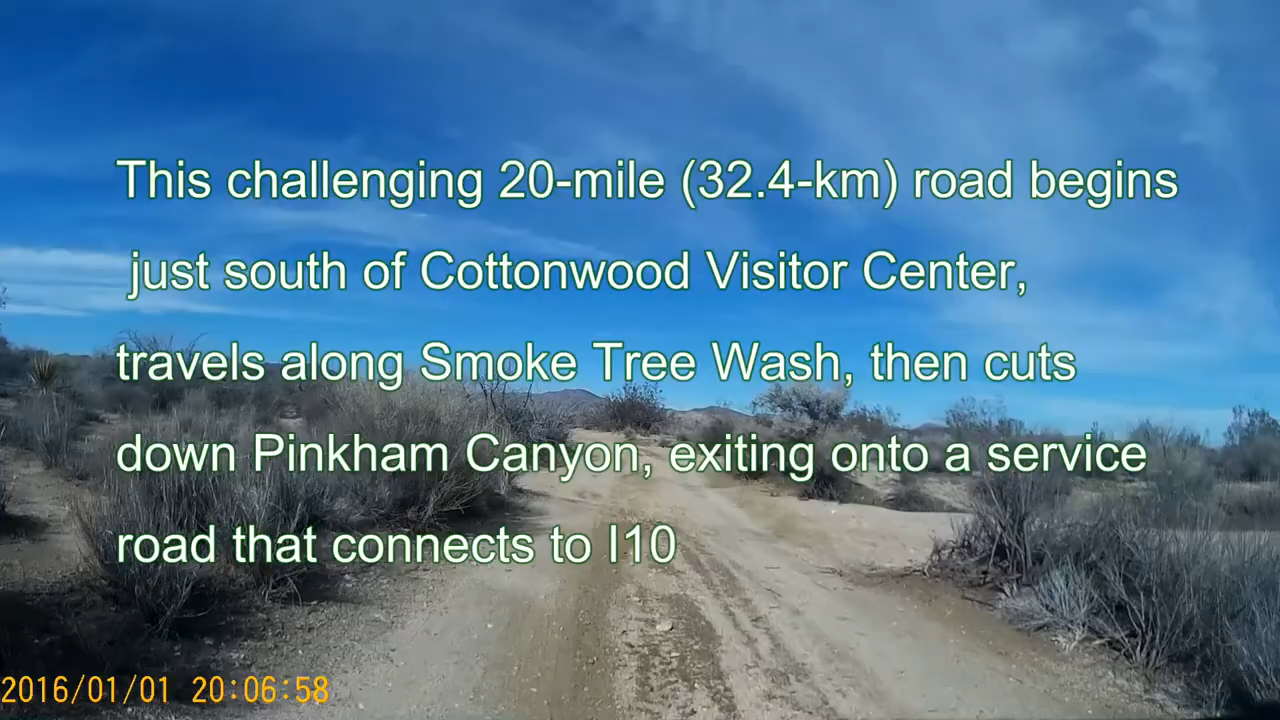 This challenging 20-mile (32.4-km) road begins
just south of Cottonwood Visitor Center,
travels along Smoke Tree Wash, then cuts
down Pinkham Canyon, exiting onto a service
road that connects to I10
2016/01/01 20:06:58